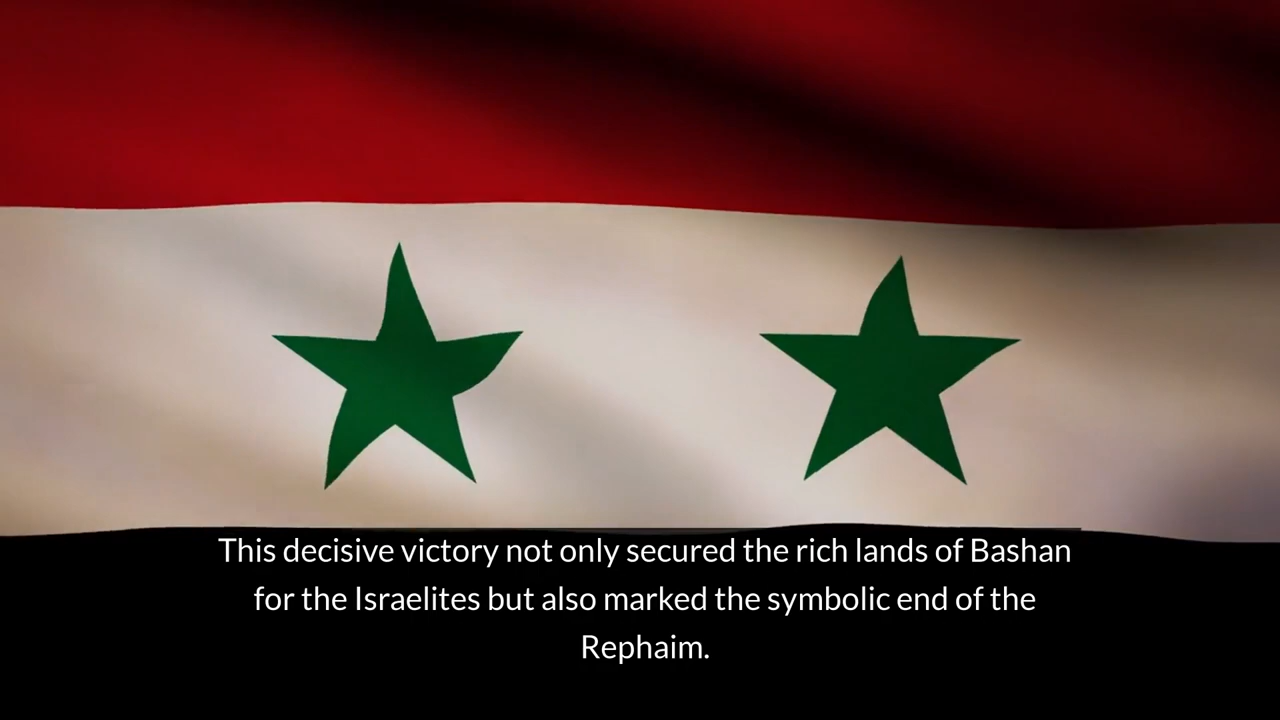 This decisive victory not only secured the rich lands of Bashan
for the Israelites but also marked the symbolic end of the
Rephaim.